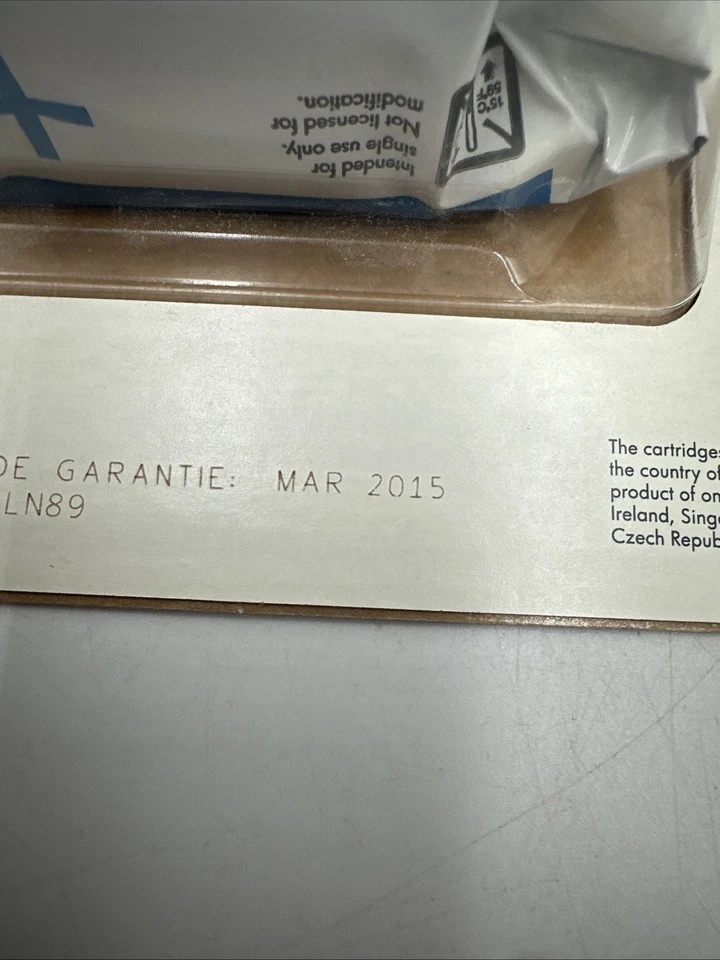 Intended for
single use only.
Not licensed for
modification.
15°C
59°F
DE GARANTIE: MAR 2015
LN89
The cartridges
the country of
product of on
Ireland, Singa
Czech Repub